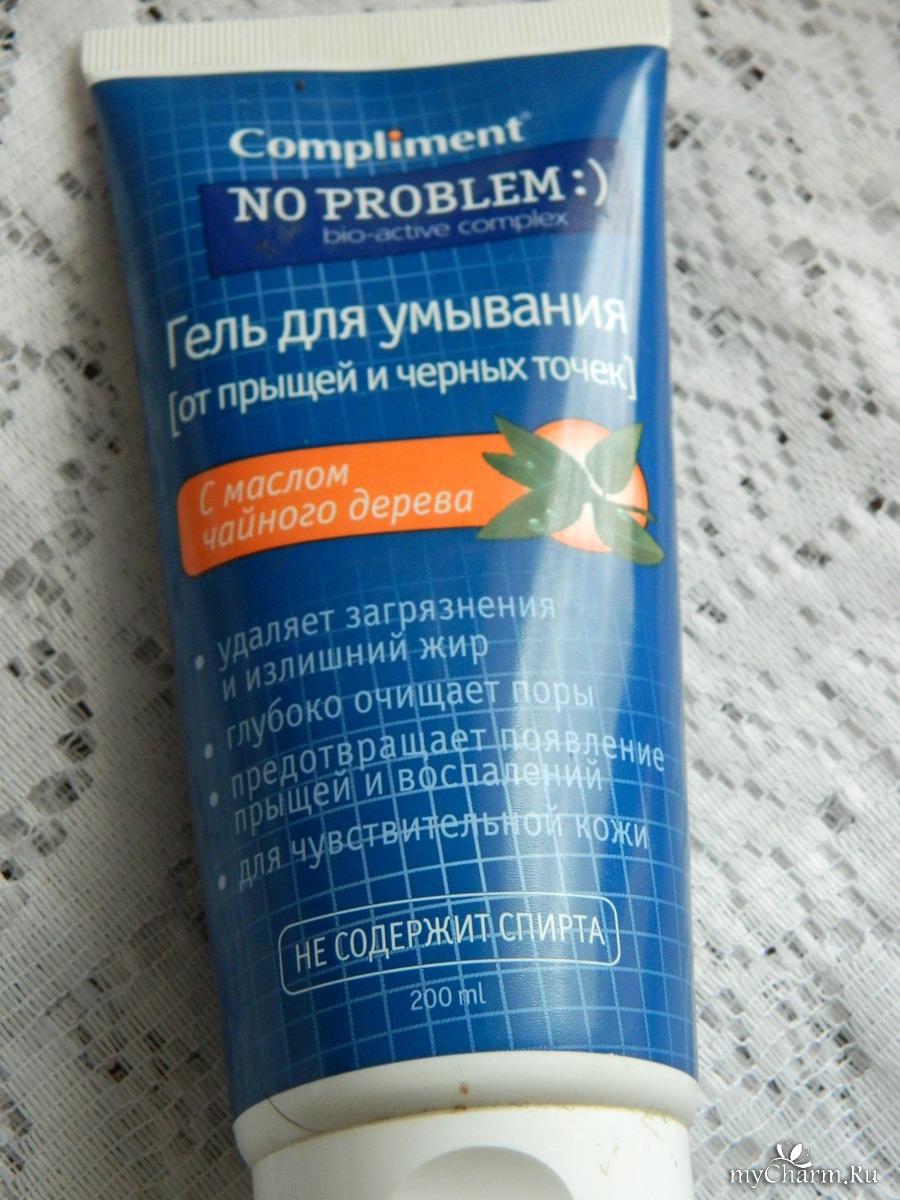 Compliment
NO PROBLEM:)
bio-active complex
Гель для умывания
[от прыщей и черных точек]
С маслом
чайного дерева
• удаляет загрязнения
и излишний жир
• глубоко очищает поры
• предотвращает появление
прыщей и воспалений
• для чувствительной кожи
НЕ СОДЕРЖИТ СПИРТА
200 ml
myCharm.Ru